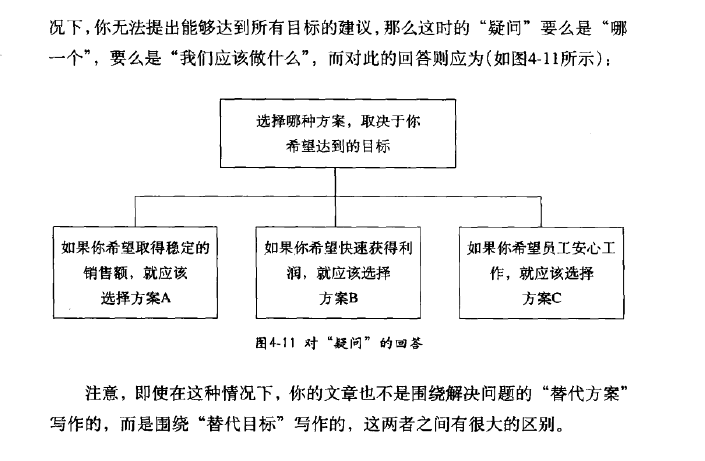 况下，你无法提出能够达到所有目标的建议，那么这时的“疑问”要么是“哪
一个”，要么是“我们应该做什么”，而对此的回答则应为（如图4-11所示）：
选择哪种方案，取决于你
希望达到的目标
如果你希望取得稳定的
销售额，就应该
选择方案A
如果你希望快速获得利
润，就应该选择
方案B
如果你希望员工安心工
作，就应该选择
方案C
图4-11 对“疑问”的回答
注意，即使在这种情况下，你的文章也不是围绕解决问题的“替代方案”
写作的，而是围绕“替代目标”写作的，这两者之间有很大的区别。